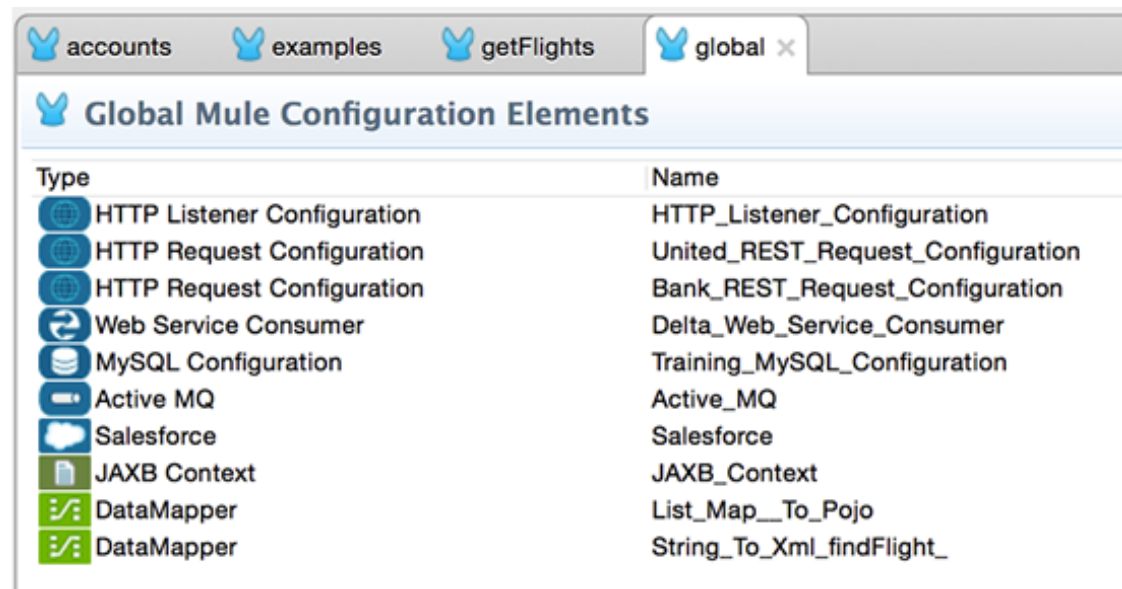 accounts examples getFlights global
Global Mule Configuration Elements
Type Name
HTTP Listener Configuration HTTP_Listener_Configuration
HTTP Request Configuration United_REST_Request_Configuration
HTTP Request Configuration Bank_REST_Request_Configuration
Web Service Consumer Delta_Web_Service_Consumer
MySQL Configuration Training_MySQL_Configuration
Active MQ Active_MQ
Salesforce Salesforce
JAXB Context JAXB_Context
DataMapper List_Map__To_Pojo
DataMapper String_To_Xml_findFlight_